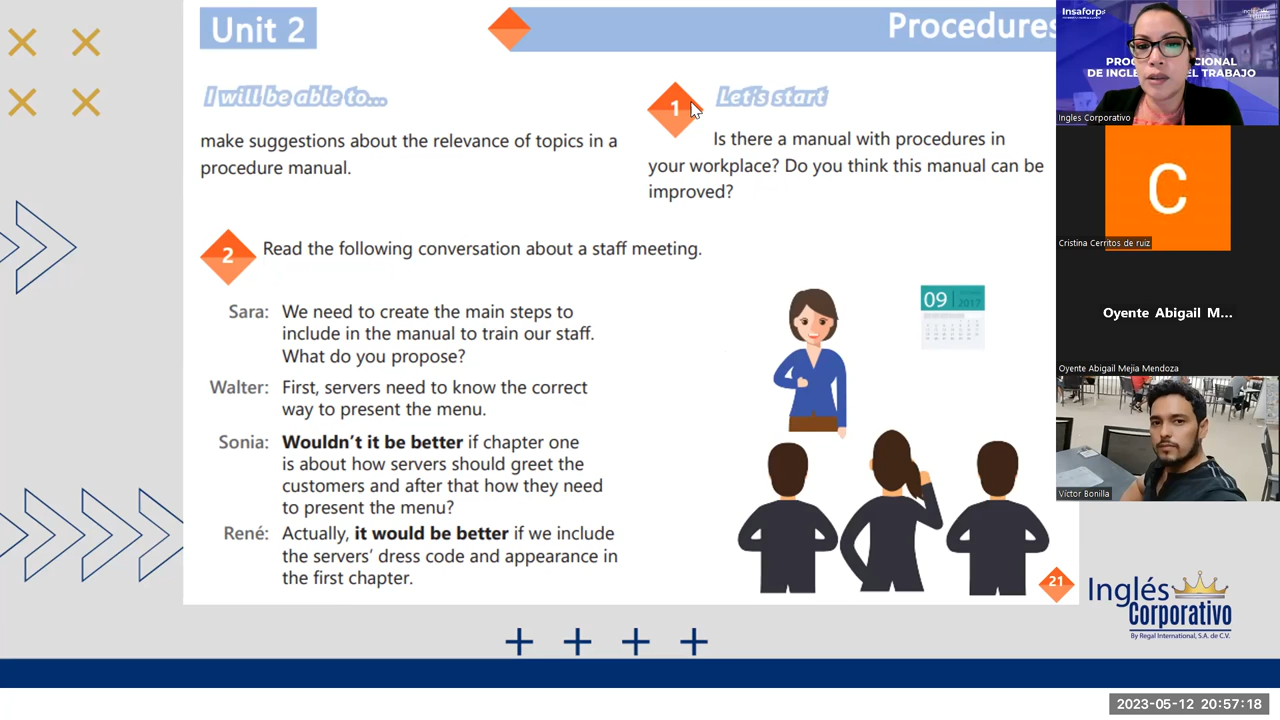 Unit 2
Procedures
I will be able to...
make suggestions about the relevance of topics in a
procedure manual.
1
Let's start
Is there a manual with procedures in
your workplace? Do you think this manual can be
improved?
2
Read the following conversation about a staff meeting.
Sara: We need to create the main steps to
include in the manual to train our staff.
What do you propose?
Walter: First, servers need to know the correct
way to present the menu.
Sonia: Wouldn't it be better if chapter one
is about how servers should greet the
customers and after that how they need
to present the menu?
René: Actually, it would be better if we include
the servers' dress code and appearance in
the first chapter.
09
2017
21
Inglés
Corporativo
By Regal International, S.A. de C.V.
Insaforp
DE INGLE
EL TRABAJO
Ingles Corporativo
C
Cristina Cerritos de ruiz
Oyente Abigail M...
Oyente Abigail Mejia Mendoza
Víctor Bonilla
2023-05-12 20:57:18